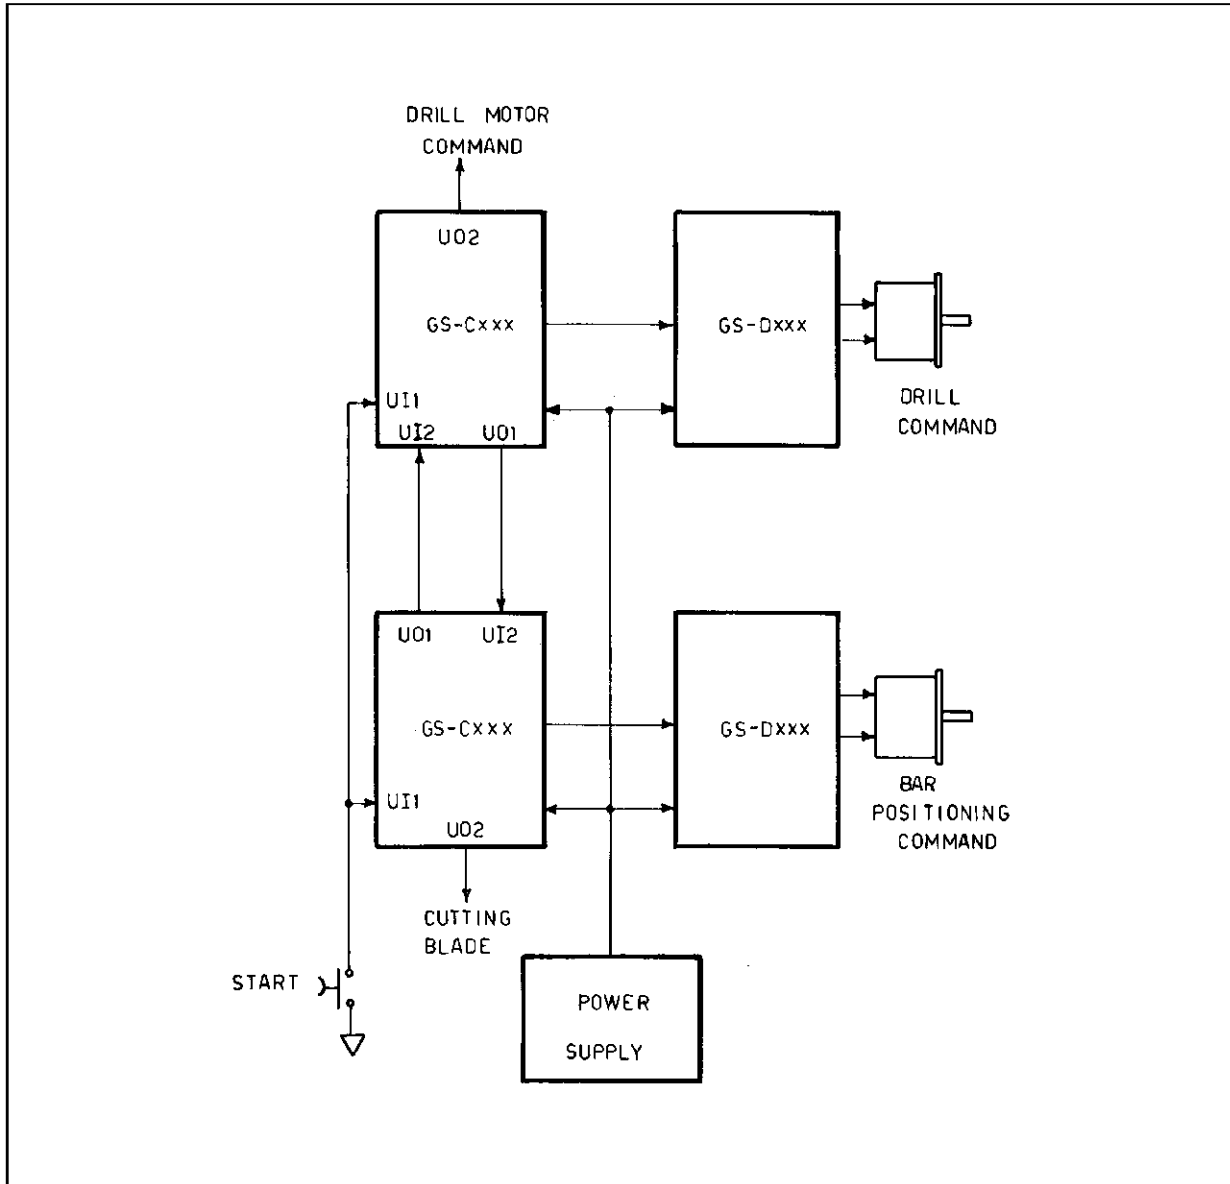 DRILL MOTOR
COMMAND
UO2
GS-Cxxx
GS-Dxxx
UI1
UI2
UO1
DRILL
COMMAND
UO1
UI2
GS-Cxxx
GS-Dxxx
UI1
UO2
BAR
POSITIONING
COMMAND
CUTTING
BLADE
START
POWER
SUPPLY